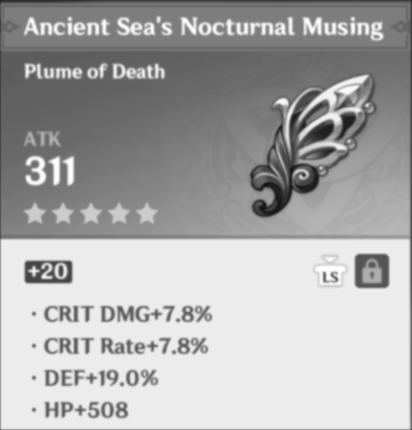 Ancient Sea's Nocturnal Musing
Plume of Death
ATK
311
+20
LS
· CRIT DMG+7.8%
· CRIT Rate+7.8%
· DEF+19.0%
· HP+508